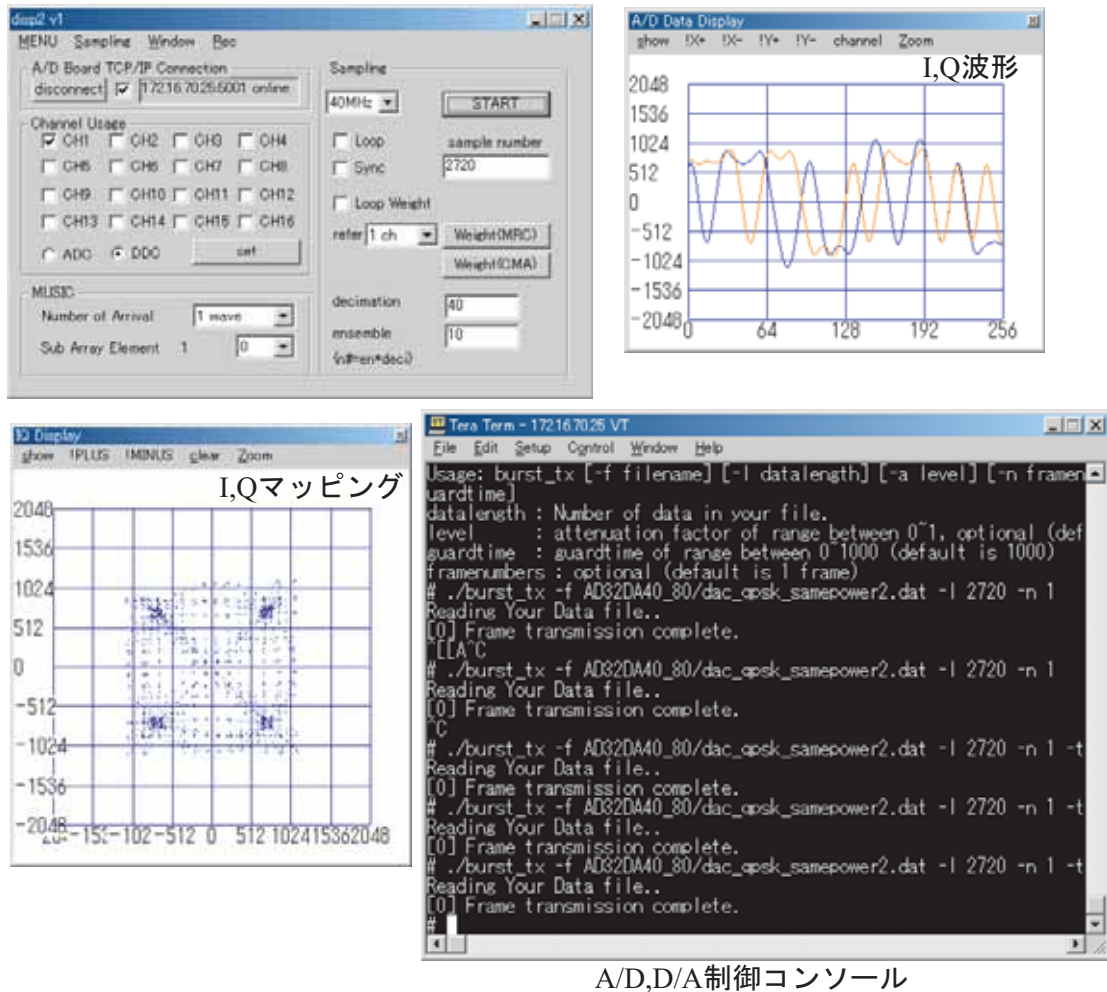 disp2 v1
MENU Sampling Window Rec
A/D Board TCP/IP Connection
disconnect 172.16.70.25:5001 online
Channel Usage
CH1 CH2 CH3 CH4
CH5 CH6 CH7 CH8
CH9 CH10 CH11 CH12
CH13 CH14 CH15 CH16
ADC DDC set
MUSIC
Number of Arrival 1 wave
Sub Array Element 1 0
Sampling
40MHz START
Loop sample number
Sync 2720
Loop Weight
refer 1 ch Weight(MRC)
Weight(CMA)
decimation 40
ensemble 10
(n#=en*deci)
A/D Data Display
show !X+ !X- !Y+ !Y- channel Zoom
I,Q波形
2048
1536
1024
512
0
-512
-1024
-1536
-2048
0 64 128 192 256
IQ Display
show !PLUS !MINUS clear Zoom
I,Qマッピング
2048
1536
1024
512
0
-512
-1024
-1536
-2048
-102 -512 0 512 1024 1536 2048
Tera Term - 172.16.70.25 VT
File Edit Setup Control Window Help
Usage: burst_tx [-f filename] [-l datalength] [-a level] [-n framen
uardtime]
datalength : Number of data in your file.
level : attenuation factor of range between 0~1, optional (def
guardtime : guardtime of range between 0~1000 (default is 1000)
framenumbers : optional (default is 1 frame)
# ./burst_tx -f AD32DA40_80/dac_qpsk_samepower2.dat -l 2720 -n 1
Reading Your Data file..
[0] Frame transmission complete.
^[[A^C
# ./burst_tx -f AD32DA40_80/dac_qpsk_samepower2.dat -l 2720 -n 1
Reading Your Data file..
[0] Frame transmission complete.
^C
# ./burst_tx -f AD32DA40_80/dac_qpsk_samepower2.dat -l 2720 -n 1 -t
Reading Your Data file..
[0] Frame transmission complete.
# ./burst_tx -f AD32DA40_80/dac_qpsk_samepower2.dat -l 2720 -n 1 -t
Reading Your Data file..
[0] Frame transmission complete.
# ./burst_tx -f AD32DA40_80/dac_qpsk_samepower2.dat -l 2720 -n 1 -t
Reading Your Data file..
[0] Frame transmission complete.
#
A/D,D/A制御コンソール